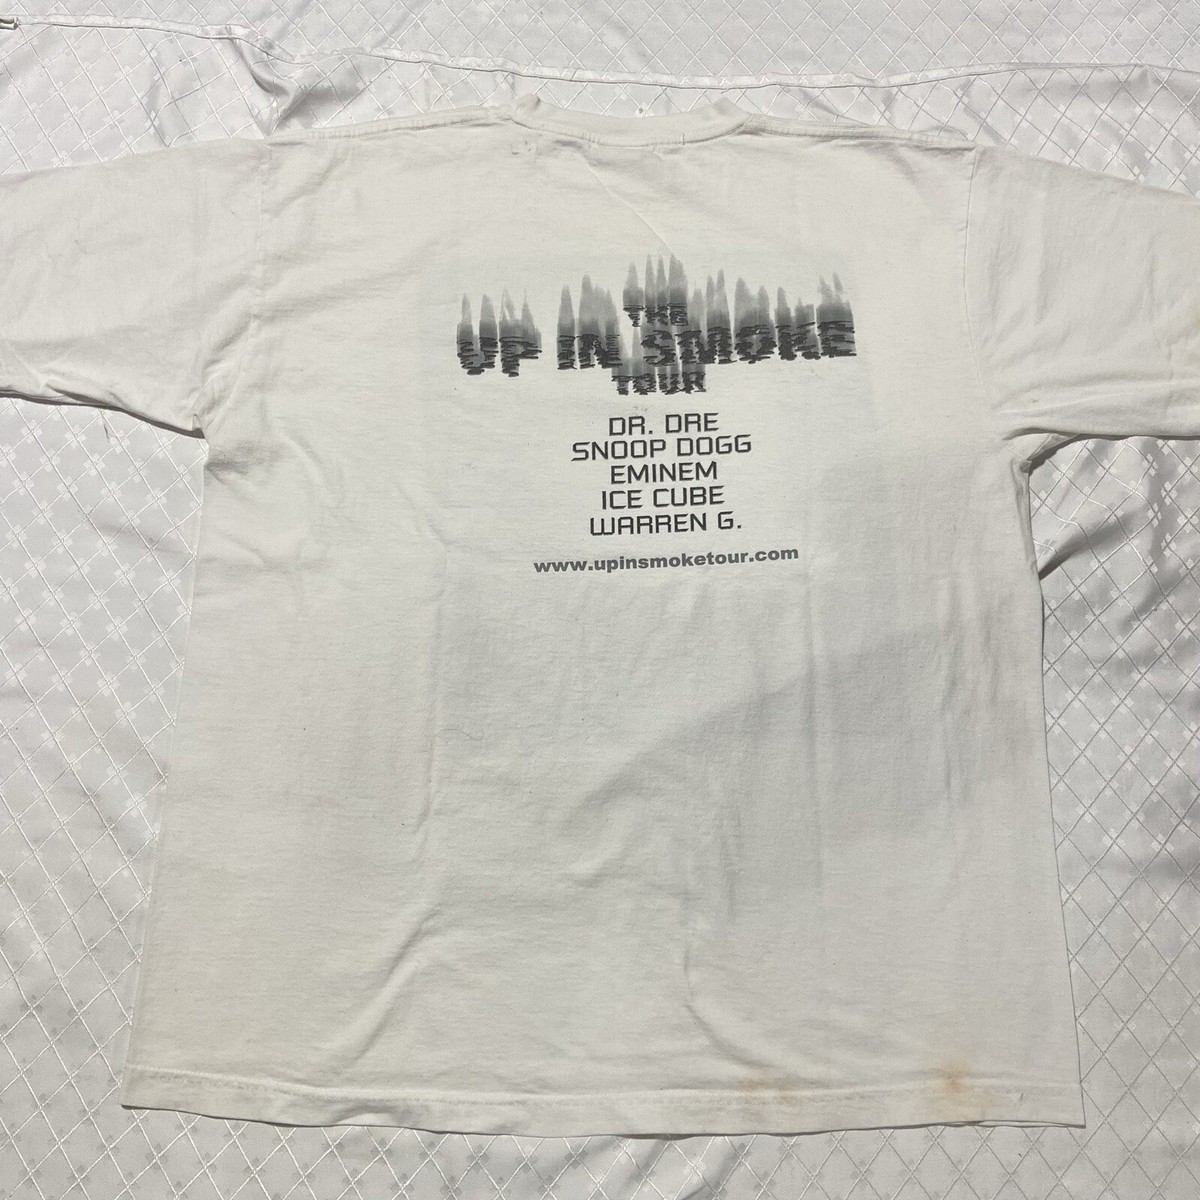 THE
UP IN SMOKE
TOUR
DR. DRE
SNOOP DOGG
EMINEM
ICE CUBE
WARREN G.
www.upinsmoketour.com